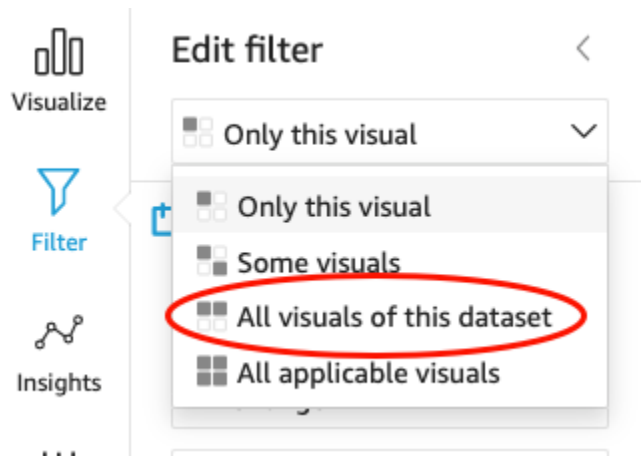 Edit filter
Visualize
Only this visual
Only this visual
Filter
Some visuals
All visuals of this dataset
Insights
All applicable visuals